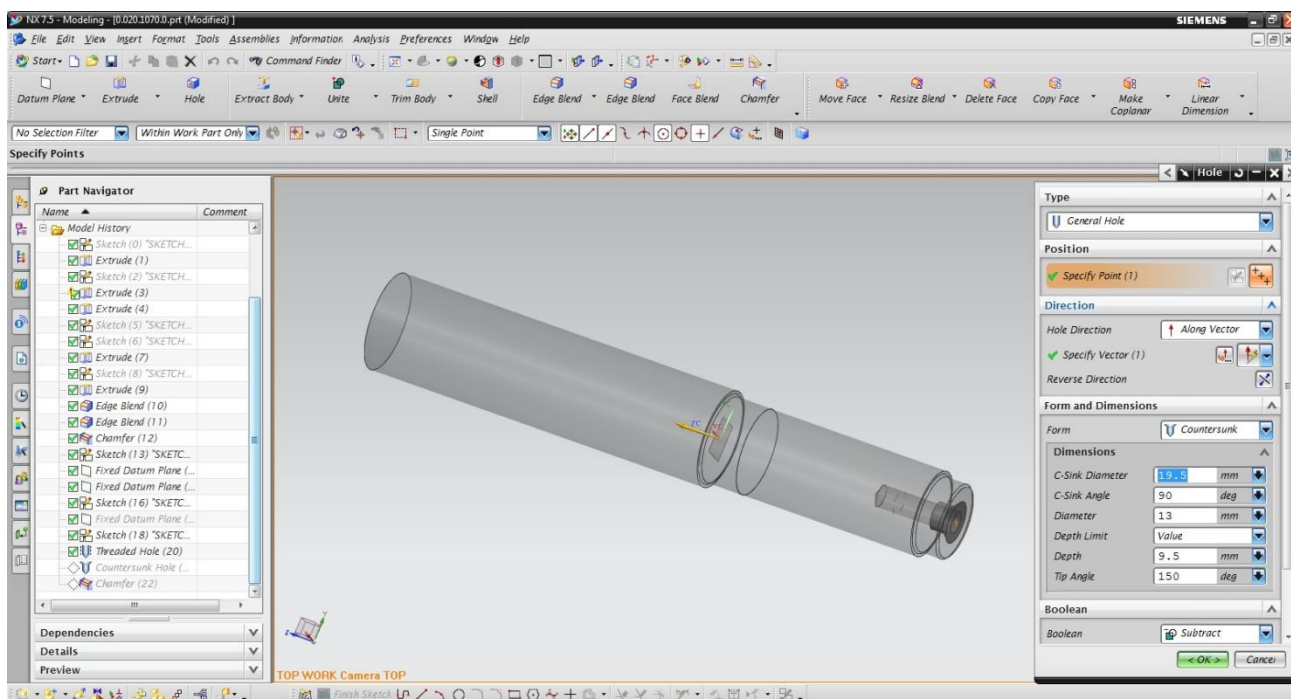 NX 7.5 - Modeling - [0.020.1070.0.prt (Modified) ]
SIEMENS
File Edit View Insert Format Tools Assemblies Information Analysis Preferences Window Help
Start Command Finder
Datum Plane Extrude Hole Extract Body Unite Trim Body Shell Edge Blend Edge Blend Face Blend Chamfer Move Face Resize Blend Delete Face Copy Face Make Coplanar Linear Dimension
No Selection Filter Within Work Part Only Single Point
Specify Points
Hole
Part Navigator
Name Comment
Model History
Sketch (0) "SKETCH...
Extrude (1)
Sketch (2) "SKETCH...
Extrude (3)
Extrude (4)
Sketch (5) "SKETCH...
Sketch (6) "SKETCH...
Extrude (7)
Sketch (8) "SKETCH...
Extrude (9)
Edge Blend (10)
Edge Blend (11)
Chamfer (12)
Sketch (13) "SKETC...
Fixed Datum Plane (...
Fixed Datum Plane (...
Sketch (16) "SKETC...
Fixed Datum Plane (...
Sketch (18) "SKETC...
Threaded Hole (20)
Countersunk Hole (...
Chamfer (22)
Dependencies
Details
Preview
ZC
TOP WORK Camera TOP
Type
General Hole
Position
Specify Point (1)
Direction
Hole Direction Along Vector
Specify Vector (1)
Reverse Direction
Form and Dimensions
Form Countersunk
Dimensions
C-Sink Diameter 19.5 mm
C-Sink Angle 90 deg
Diameter 13 mm
Depth Limit Value
Depth 9.5 mm
Tip Angle 150 deg
Boolean
Boolean Subtract
< OK > Cancel
Finish Sketch